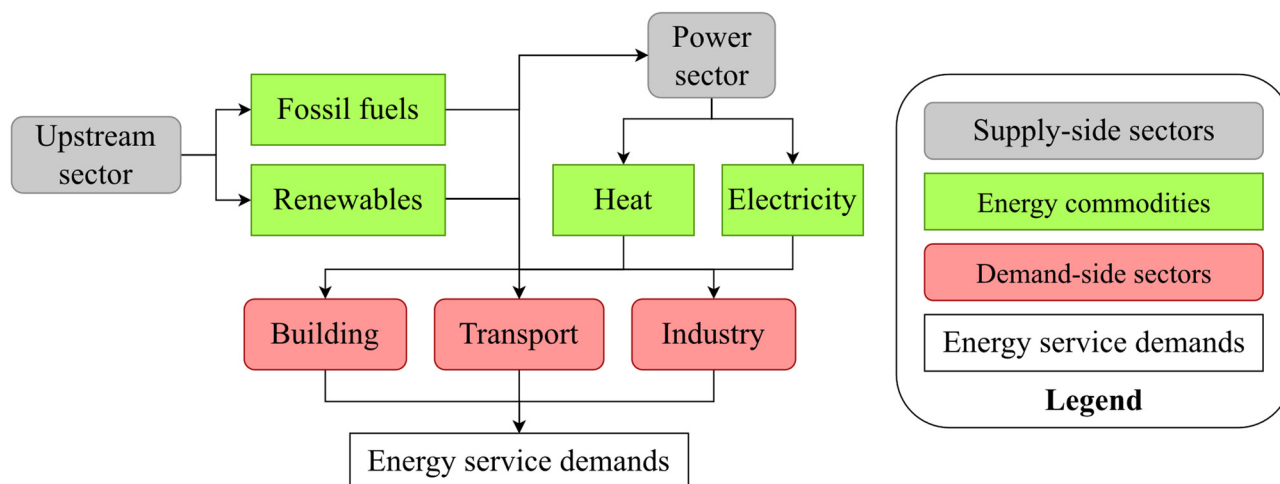 Power
sector
Fossil fuels
Upstream
sector
Renewables
Heat
Electricity
Building
Transport
Industry
Energy service demands
Supply-side sectors
Energy commodities
Demand-side sectors
Energy service demands
Legend